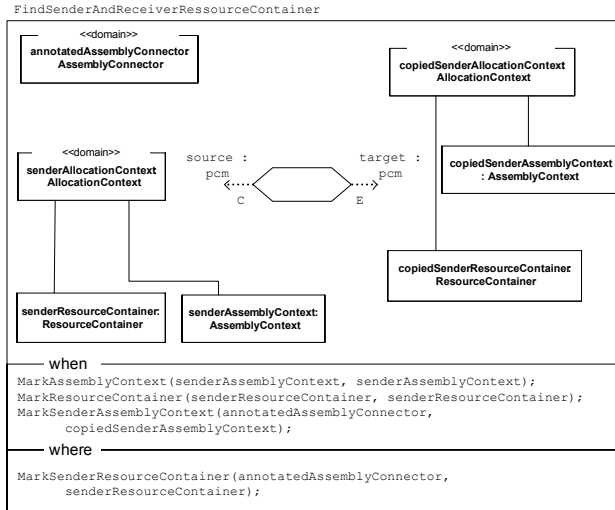 FindSenderAndReceiverRessourceContainer
<<domain>>
annotatedAssemblyConnector
AssemblyConnector
<<domain>>
copiedSenderAllocationContext
AllocationContext
<<domain>>
senderAllocationContext
AllocationContext
source :
pcm
C
target :
pcm
E
copiedSenderAssemblyContext
: AssemblyContext
copiedSenderResourceContainer:
ResourceContainer
senderResourceContainer:
ResourceContainer
senderAssemblyContext:
AssemblyContext
when
MarkAssemblyContext(senderAssemblyContext, senderAssemblyContext);
MarkResourceContainer(senderResourceContainer, senderResourceContainer);
MarkSenderAssemblyContext(annotatedAssemblyConnector,
copiedSenderAssemblyContext);
where
MarkSenderResourceContainer(annotatedAssemblyConnector,
senderResourceContainer);